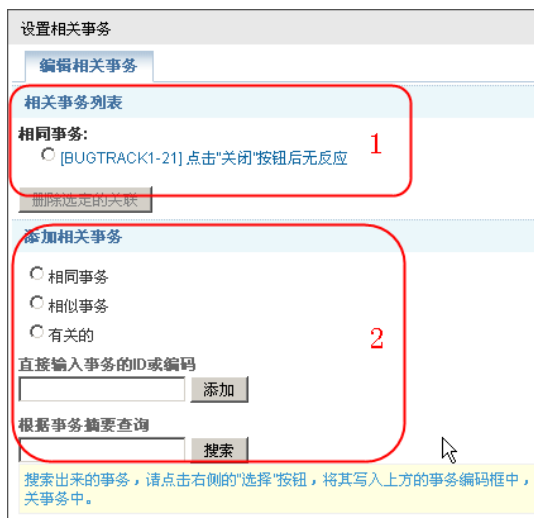 设置相关事务
编辑相关事务
相关事务列表
相同事务:
[BUGTRACK1-21] 点击"关闭"按钮后无反应
1
删除选定的关联
添加相关事务
相同事务
相似事务
有关的
2
直接输入事务的ID或编码
添加
根据事务摘要查询
搜索
搜索出来的事务，请点击右侧的"选择"按钮，将其写入上方的事务编码框中，
关事务中。